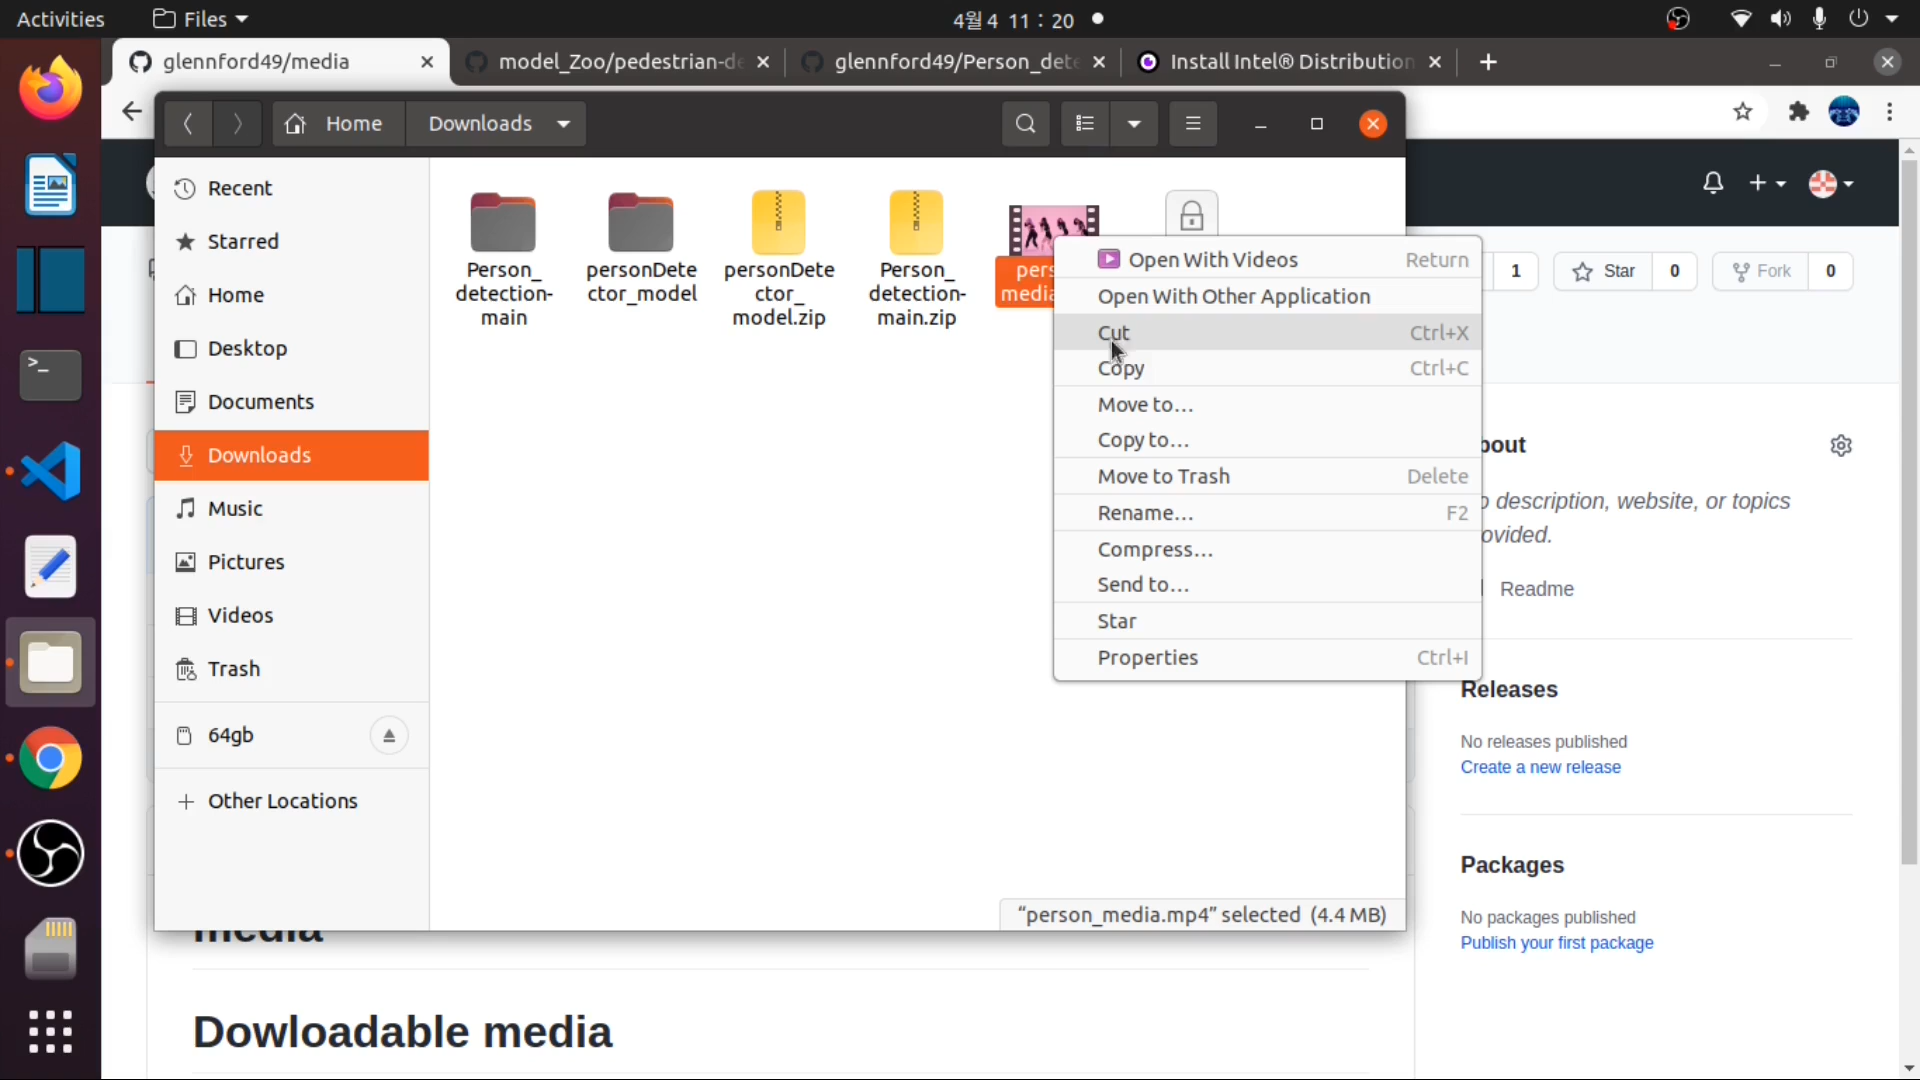 Activities
Files
4월 4 11 : 20
glennford49/media
model_Zoo/pedestrian-de
glennford49/Person_dete
Install Intel® Distribution
Home
Downloads
Recent
Starred
Home
Desktop
Documents
Downloads
Music
Pictures
Videos
Trash
64gb
Other Locations
Person_
detection-
main
personDete
ctor_model
personDete
ctor_
model.zip
Person_
detection-
main.zip
pers
media
Open With Videos Return
Open With Other Application
Cut Ctrl+X
Copy Ctrl+C
Move to…
Copy to…
Move to Trash Delete
Rename… F2
Compress…
Send to…
Star
Properties Ctrl+I
"person_media.mp4" selected (4.4 MB)
1
Star 0
Fork 0
bout
description, website, or topics
ovided.
Readme
Releases
No releases published
Create a new release
Packages
No packages published
Publish your first package
media
Dowloadable media